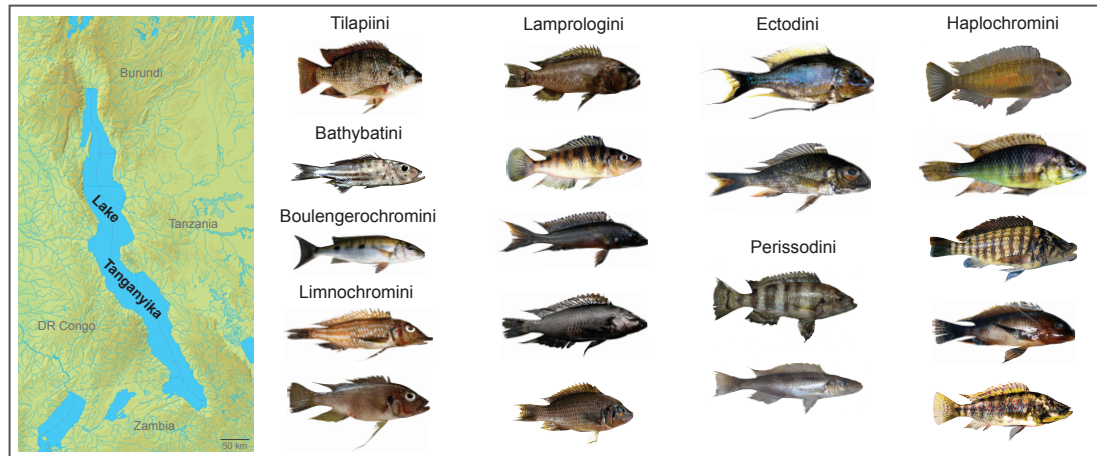 Burundi
Lake
Tanganyika
Tanzania
DR Congo
Zambia
50 km
Tilapiini
Bathybatini
Boulengerochromini
Limnochromini
Lamprologini
Ectodini
Perissodini
Haplochromini